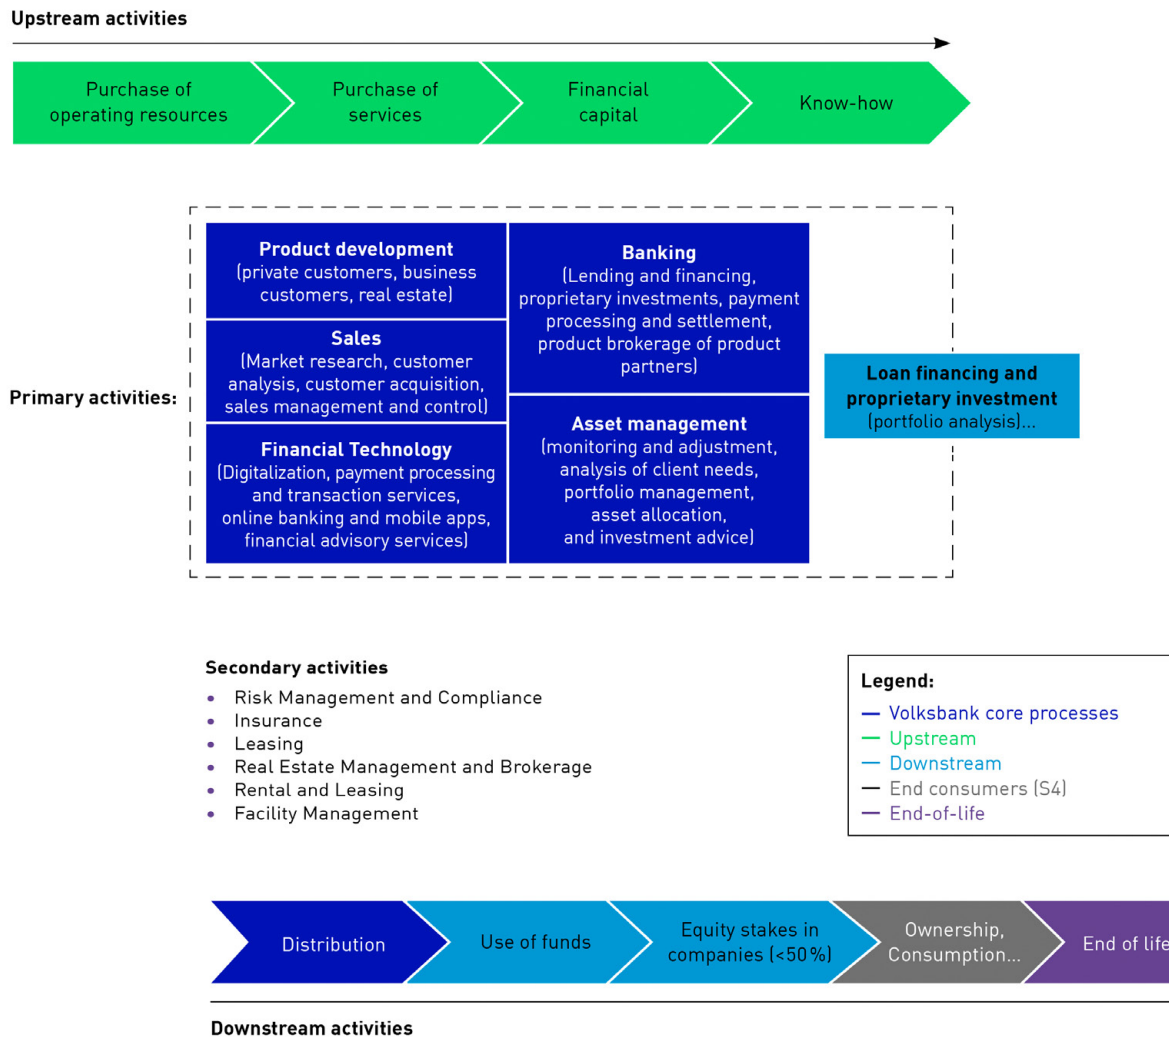 Upstream activities
Purchase of
operating resources
Purchase of
services
Financial
capital
Know-how
Primary activities:
Product development
(private customers, business
customers, real estate)
Sales
(Market research, customer
analysis, customer acquisition,
sales management and control)
Financial Technology
(Digitalization, payment processing
and transaction services,
online banking and mobile apps,
financial advisory services)
Banking
(Lending and financing,
proprietary investments, payment
processing and settlement,
product brokerage of product
partners)
Asset management
(monitoring and adjustment,
analysis of client needs,
portfolio management,
asset allocation,
and investment advice)
Loan financing and
proprietary investment
(portfolio analysis)...
Secondary activities
• Risk Management and Compliance
• Insurance
• Leasing
• Real Estate Management and Brokerage
• Rental and Leasing
• Facility Management
Legend:
Volksbank core processes
Upstream
Downstream
End consumers (S4)
End-of-life
Distribution
Use of funds
Equity stakes in
companies (<50%)
Ownership,
Consumption...
End of life
Downstream activities